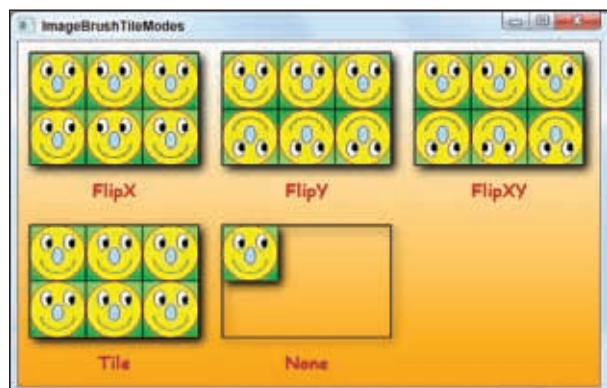 ImageBrushTileModes
FlipX
FlipY
FlipXY
Tile
None